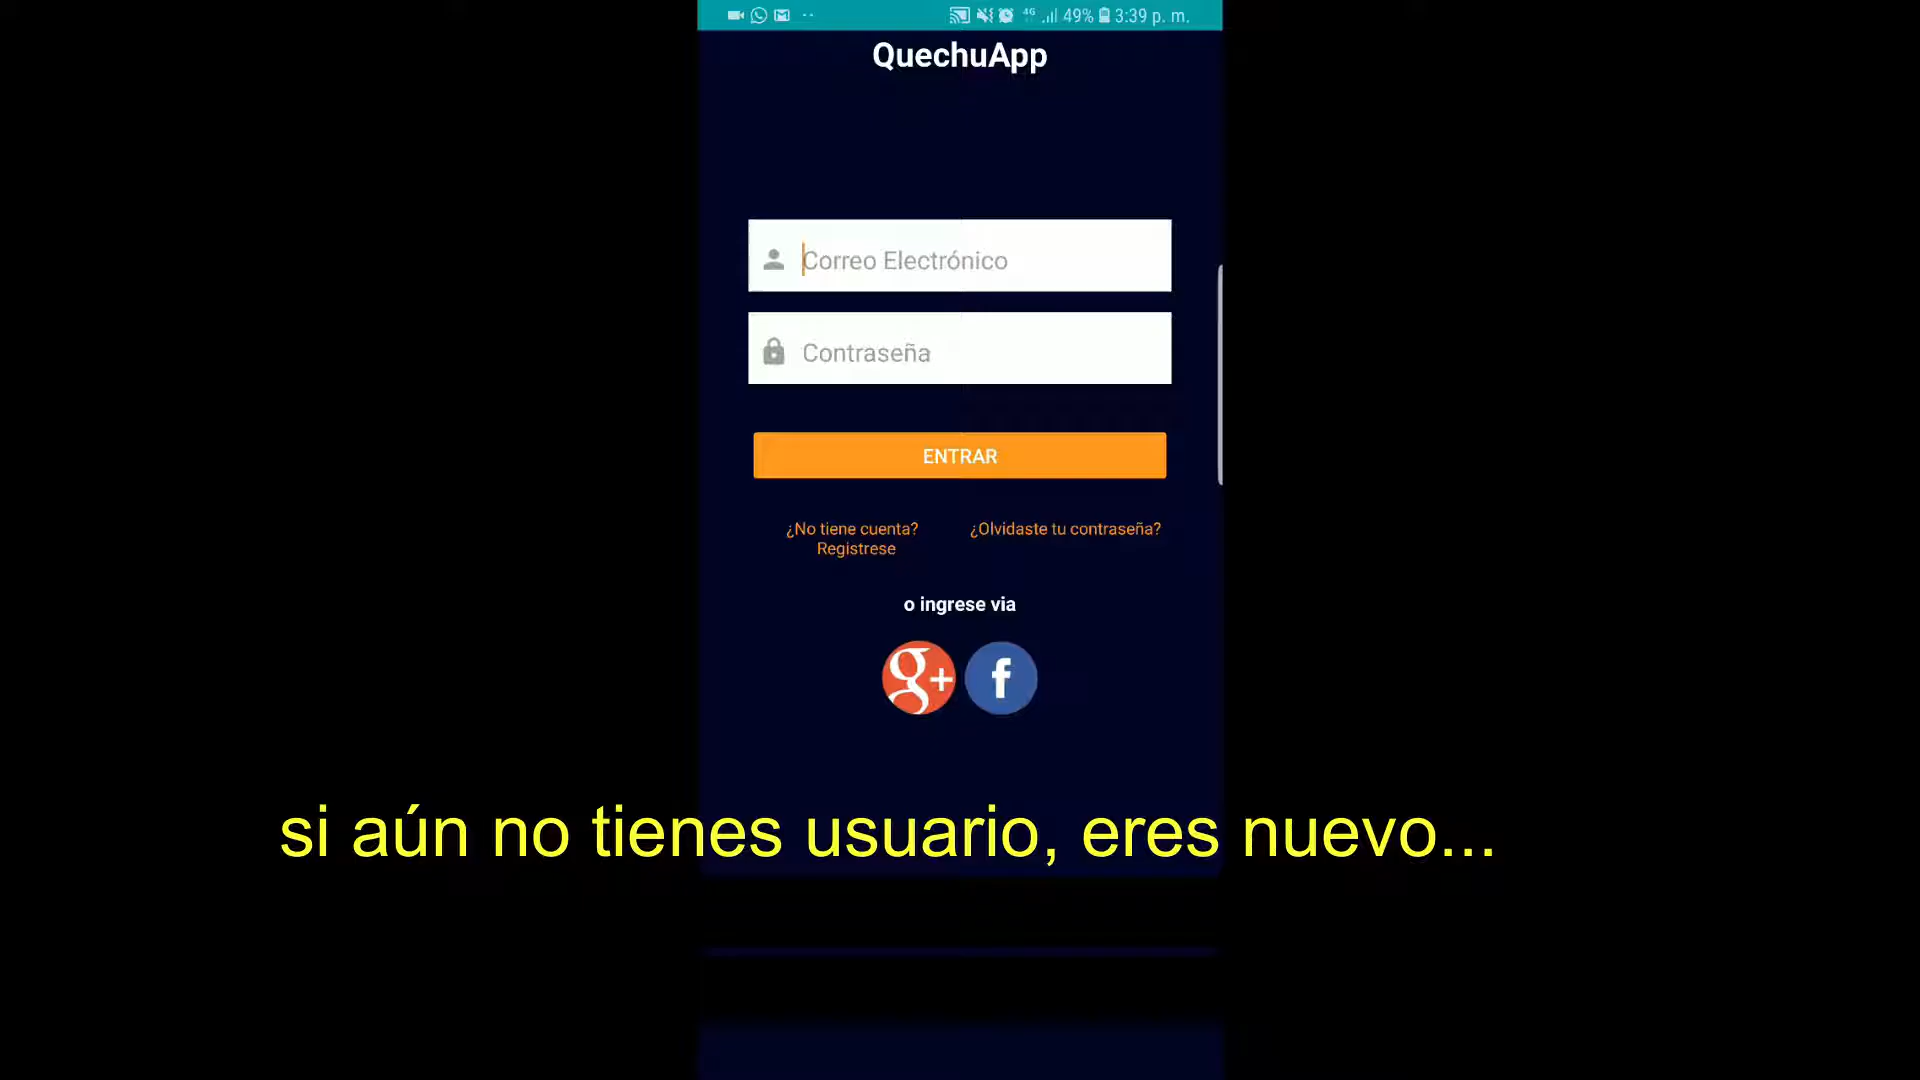 4G 49% 3:39 p. m.
QuechuApp
Correo Electrónico
Contraseña
ENTRAR
¿No tiene cuenta? ¿Olvidaste tu contraseña?
Registrese
o ingrese via
g+ f
si aún no tienes usuario, eres nuevo...